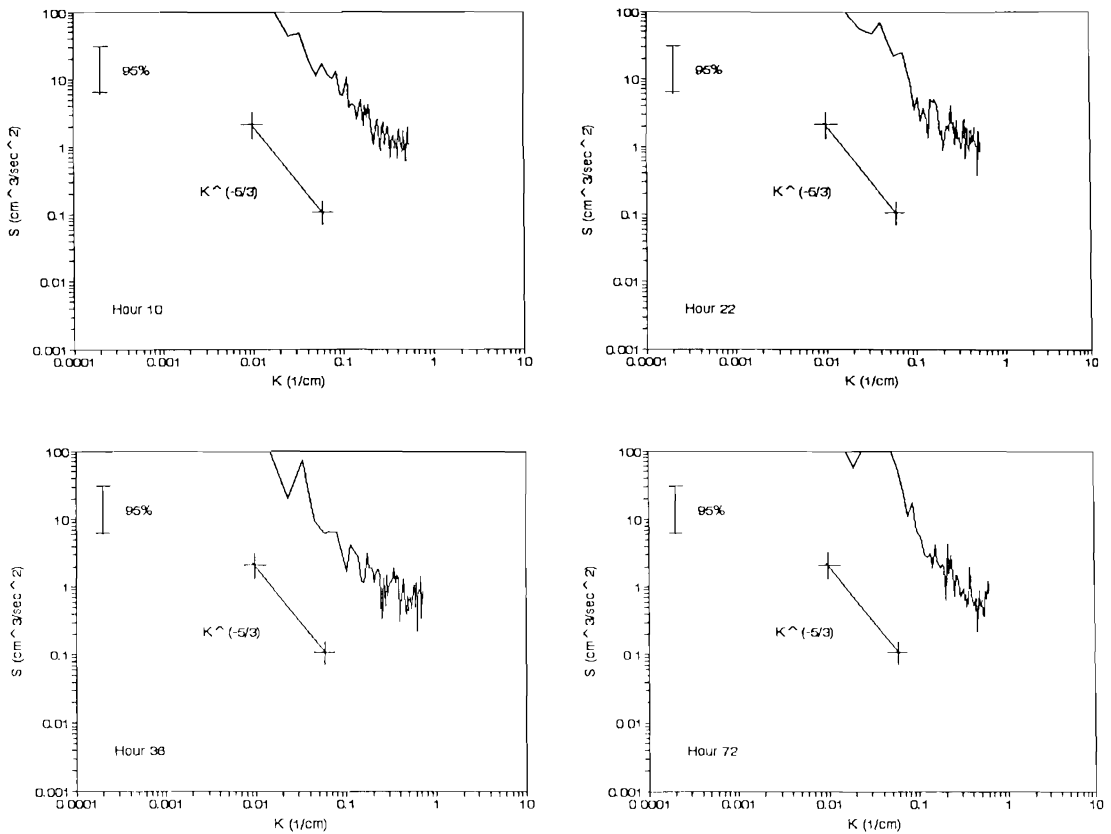 100
10
1
0.1
0.01
0.001
S (cm^3/sec^2)
95%
K^(-5/3)
Hour 10
0.0001 0.001 0.01 0.1 1 10
K (1/cm)
100
10
1
0.1
0.01
0.001
S (cm^3/sec^2)
95%
K^(-5/3)
Hour 22
0.0001 0.001 0.01 0.1 1 10
K (1/cm)
100
10
1
0.1
0.01
0.001
S (cm^3/sec^2)
95%
K^(-5/3)
Hour 36
0.0001 0.001 0.01 0.1 1 10
K (1/cm)
100
10
1
0.1
0.01
0.001
S (cm^3/sec^2)
95%
K^(-5/3)
Hour 72
0.0001 0.001 0.01 0.1 1 10
K (1/cm)